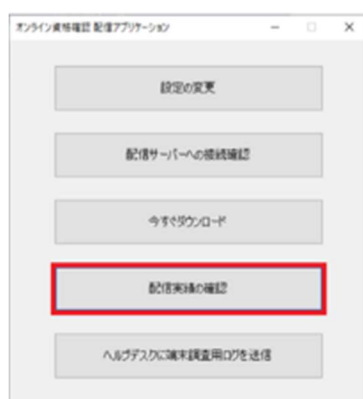 オンライン資格確認 配信アプリケーション
設定の変更
配信サーバーへの接続確認
今すぐダウンロード
配信実績の確認
ヘルプデスクに端末調査用ログを送信